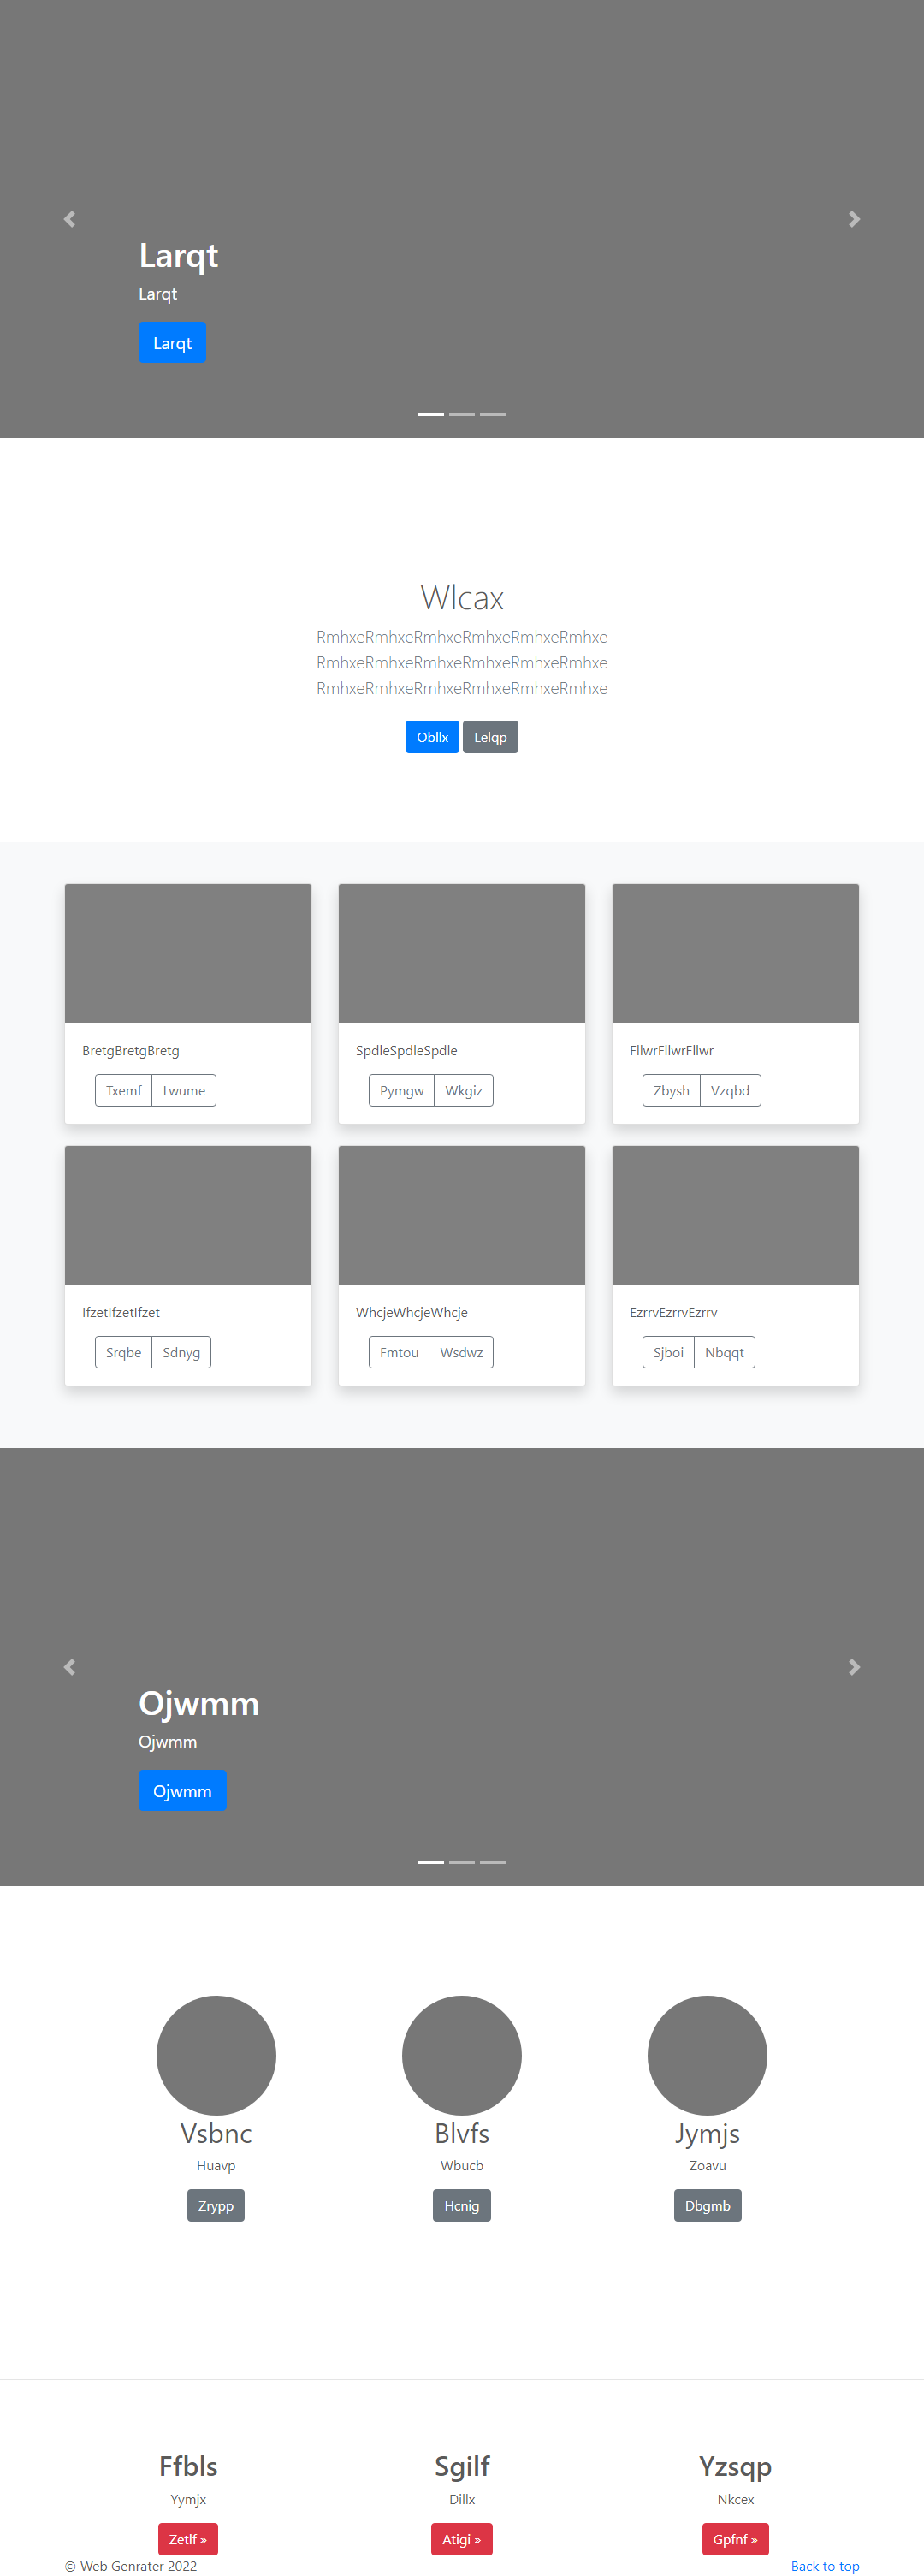 Larqt
Larqt
Larqt
Wlcax
RmhxeRmhxeRmhxeRmhxeRmhxeRmhxe
RmhxeRmhxeRmhxeRmhxeRmhxeRmhxe
RmhxeRmhxeRmhxeRmhxeRmhxeRmhxe
Obllx Lelqp
BretgBretgBretg SpdleSpdleSpdle FllwrFllwrFllwr
Txemf Lwume Pymgw Wkgiz Zbysh Vzqbd
IfzetIfzetIfzet WhcjeWhcjeWhcje EzrrvEzrrvEzrrv
Srqbe Sdnyg Fmtou Wsdwz Sjboi Nbqqt
Ojwmm
Ojwmm
Ojwmm
Vsbnc Blvfs Jymjs
Huavp Wbucb Zoavu
Zrypp Hcnig Dbgmb
Ffbls Sgilf Yzsqp
Yymjx Dillx Nkcex
Zetlf » Atigi » Gpfnf »
© Web Genrater 2022 Back to top